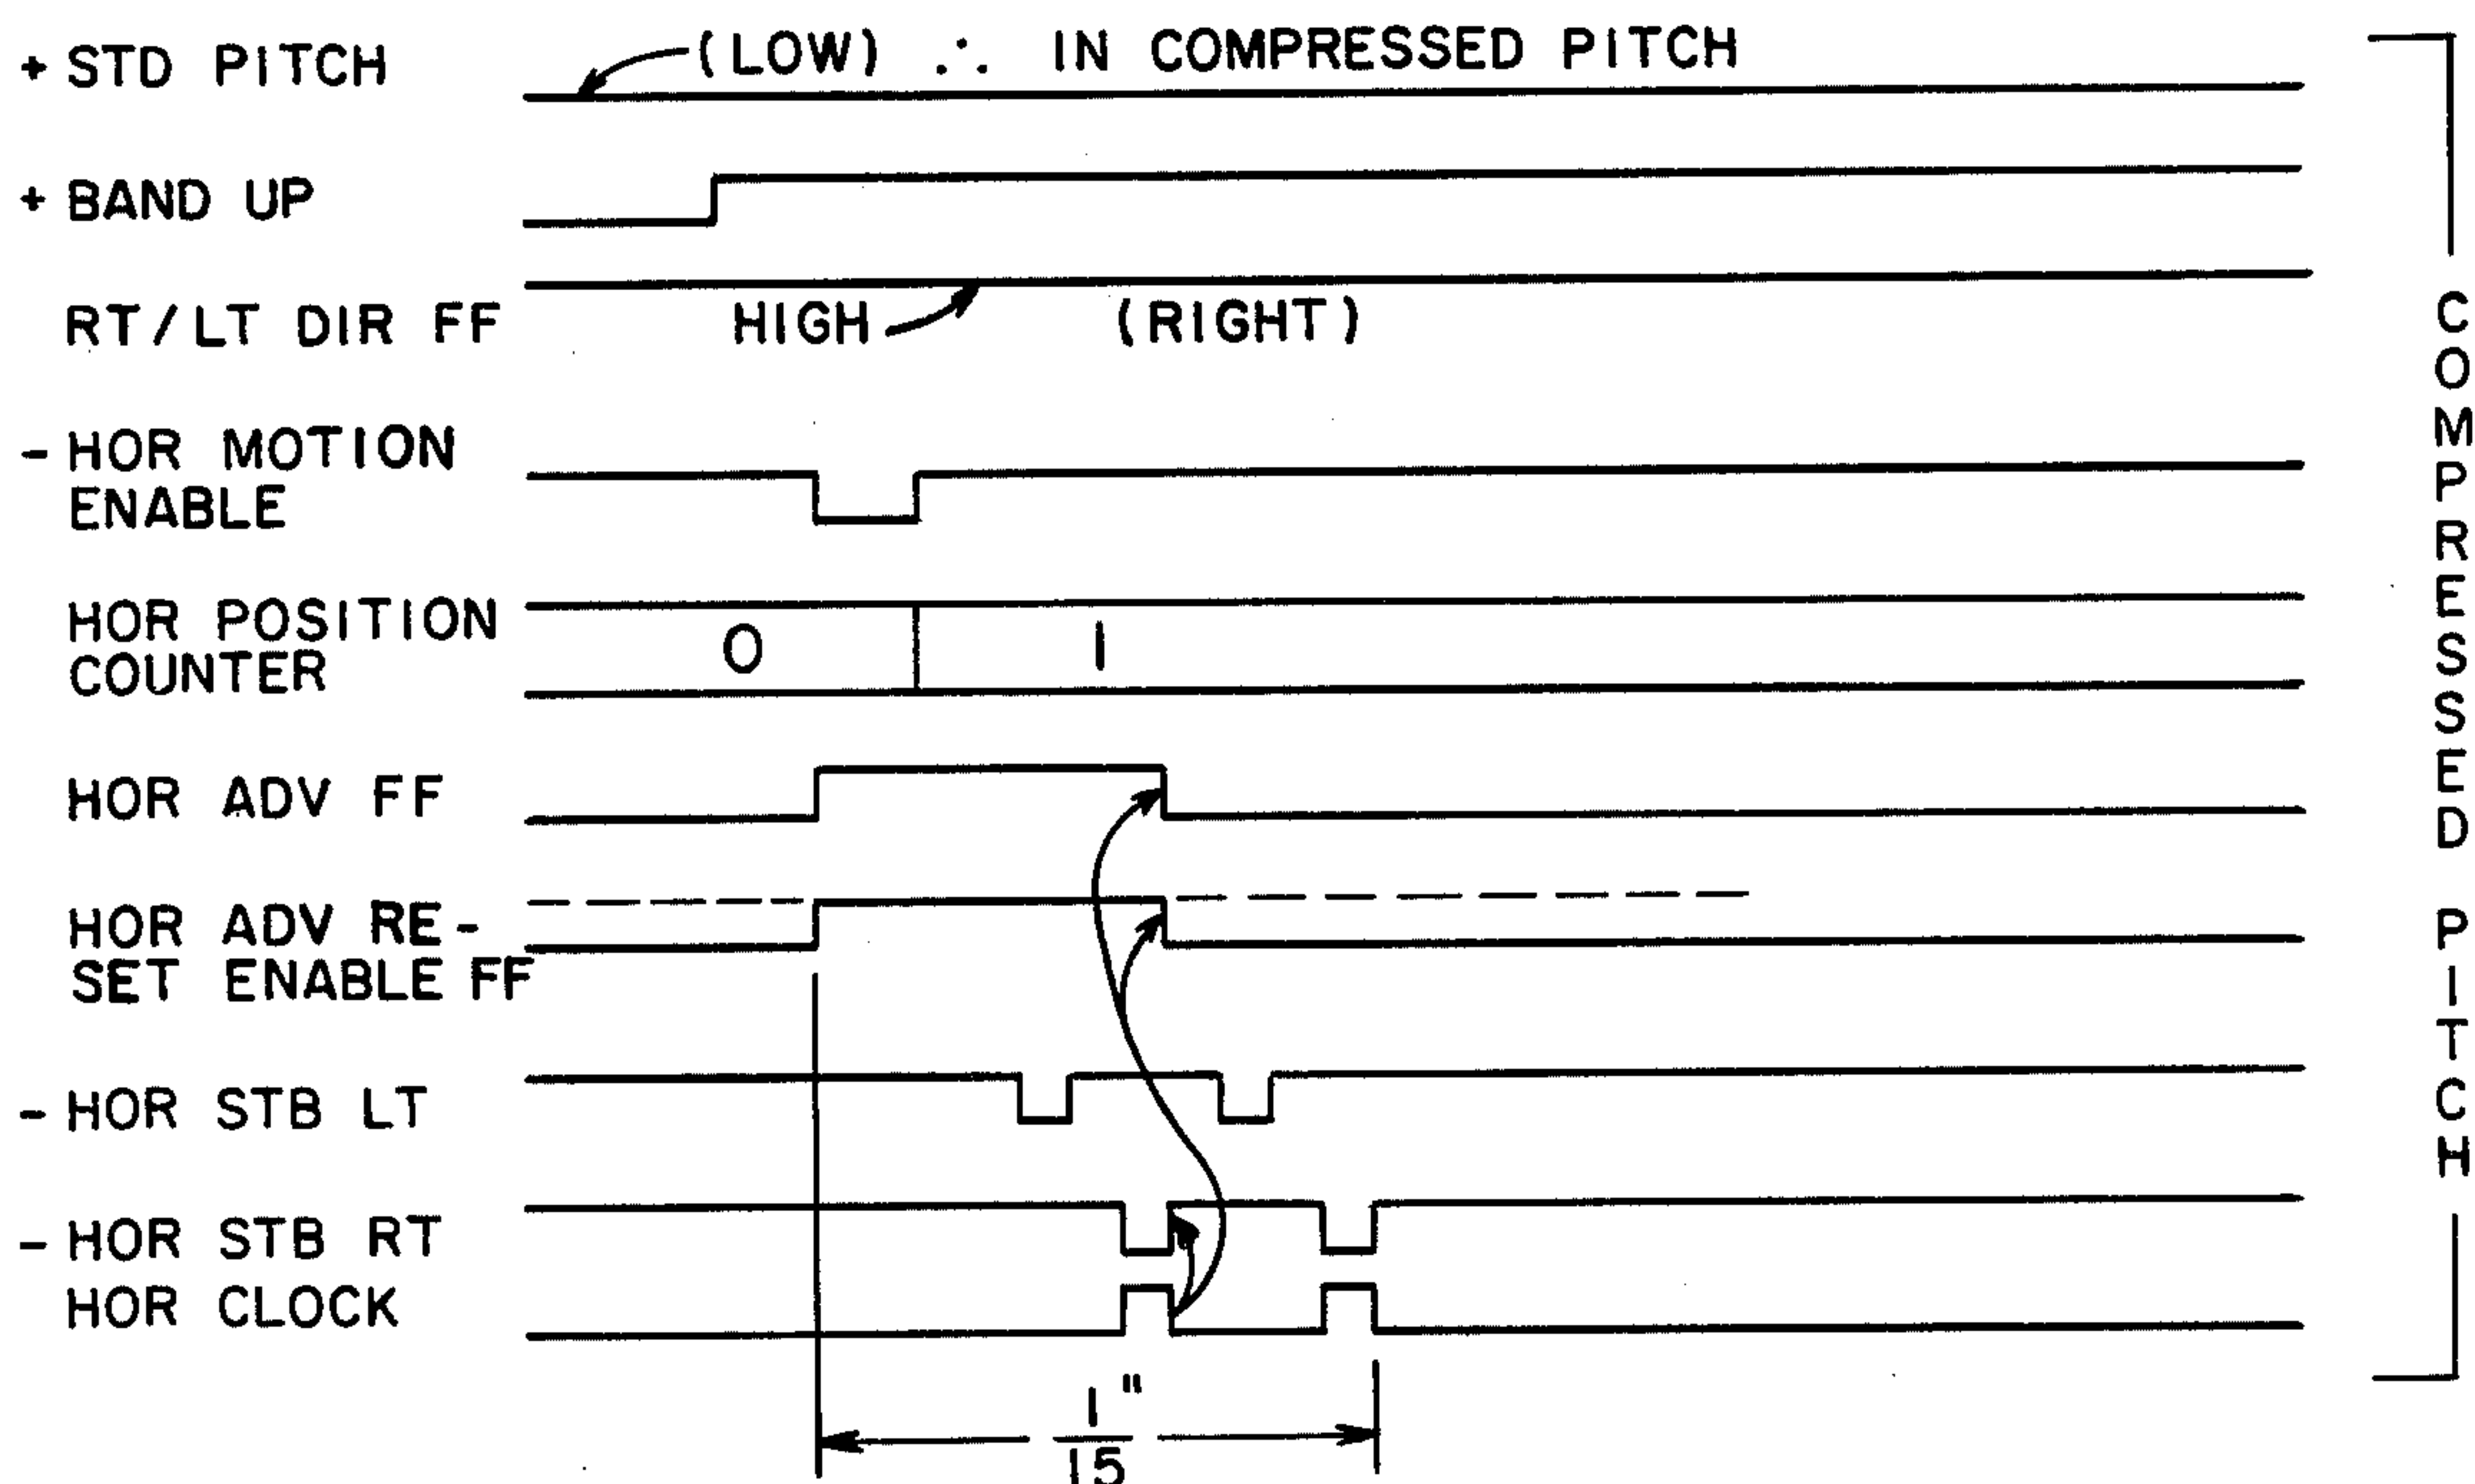 + STD PITCH
(LOW) ∴ IN COMPRESSED PITCH
+ BAND UP
RT/LT DIR FF
HIGH
(RIGHT)
- HOR MOTION
ENABLE
HOR POSITION
COUNTER
0
1
HOR ADV FF
HOR ADV RE-
SET ENABLE FF
- HOR STB LT
- HOR STB RT
HOR CLOCK
1"
15
COMPRESSED PITCH